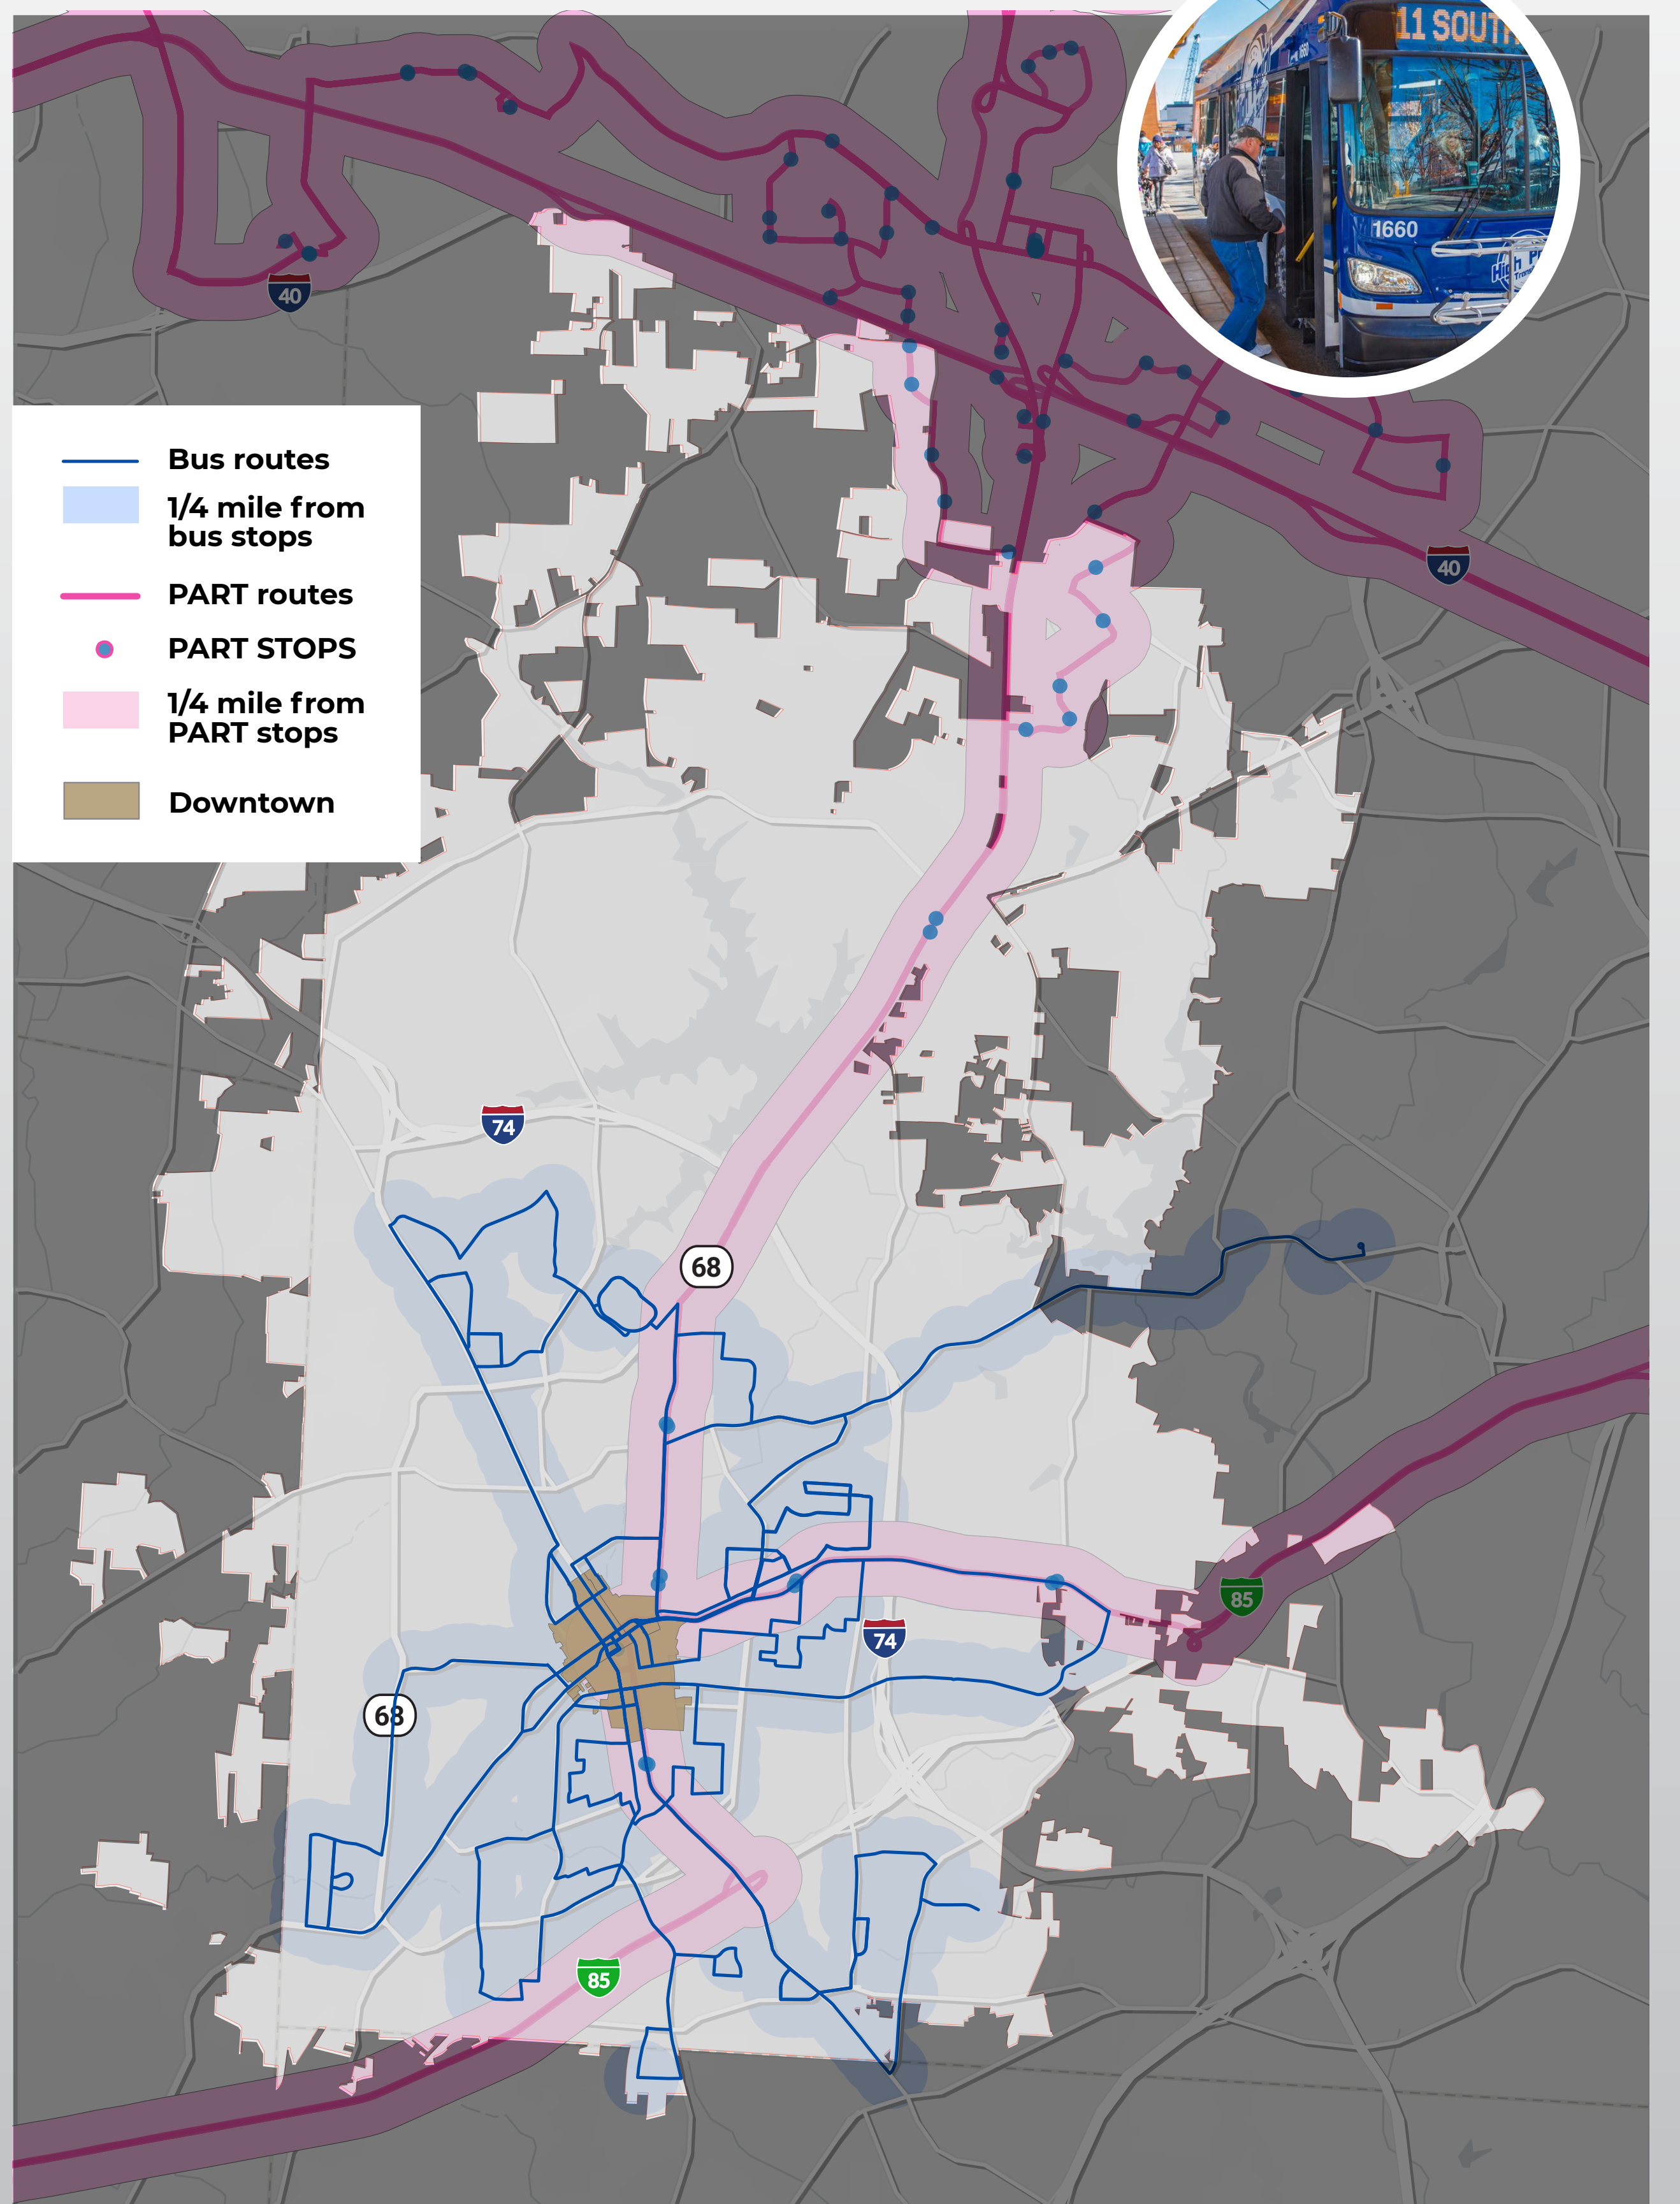 11 SOUTH
1660
40
Bus routes
1/4 mile from
bus stops
PART routes
PART STOPS
1/4 mile from
PART stops
Downtown
40
74
68
85
74
68
85